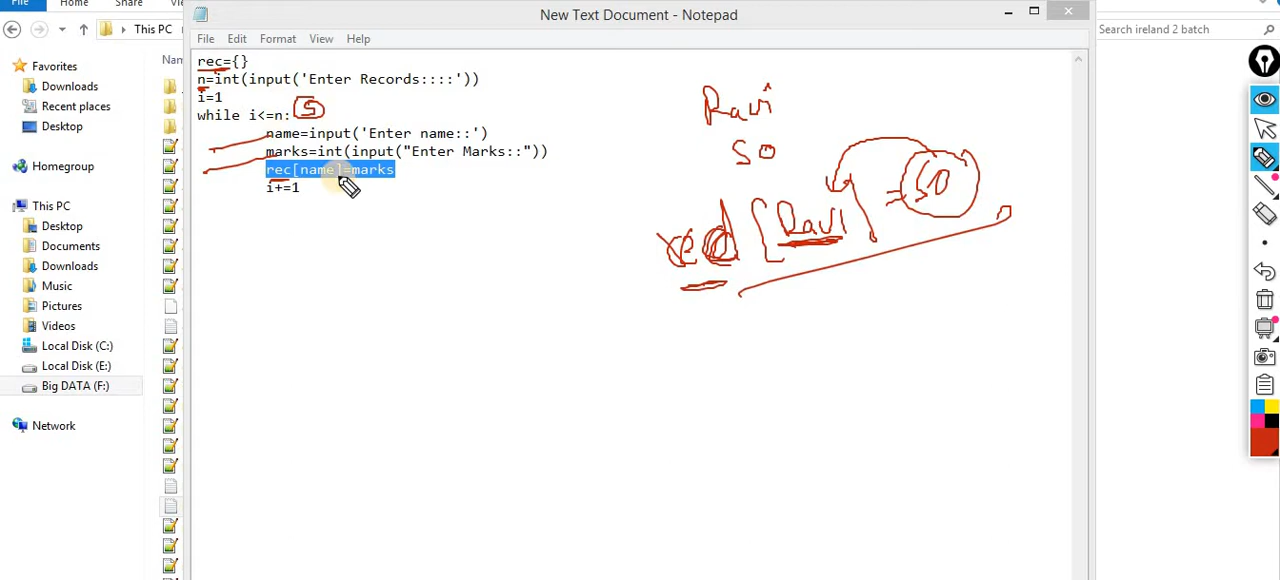 File
Home
Share
Vi
New Text Document - Notepad
This PC
Search ireland 2 batch
File Edit Format View Help
Favorites
Downloads
Recent places
Desktop
Homegroup
This PC
Desktop
Documents
Downloads
Music
Pictures
Videos
Local Disk (C:)
Local Disk (E:)
Big DATA (F:)
Network
Nam
rec={}
n=int(input('Enter Records::::'))
i=1
while i<=n:
5
name=input('Enter name::')
marks=int(input("Enter Marks::"))
rec[name]=marks
i+=1
Ravi
50
rec [Ravi] = 50